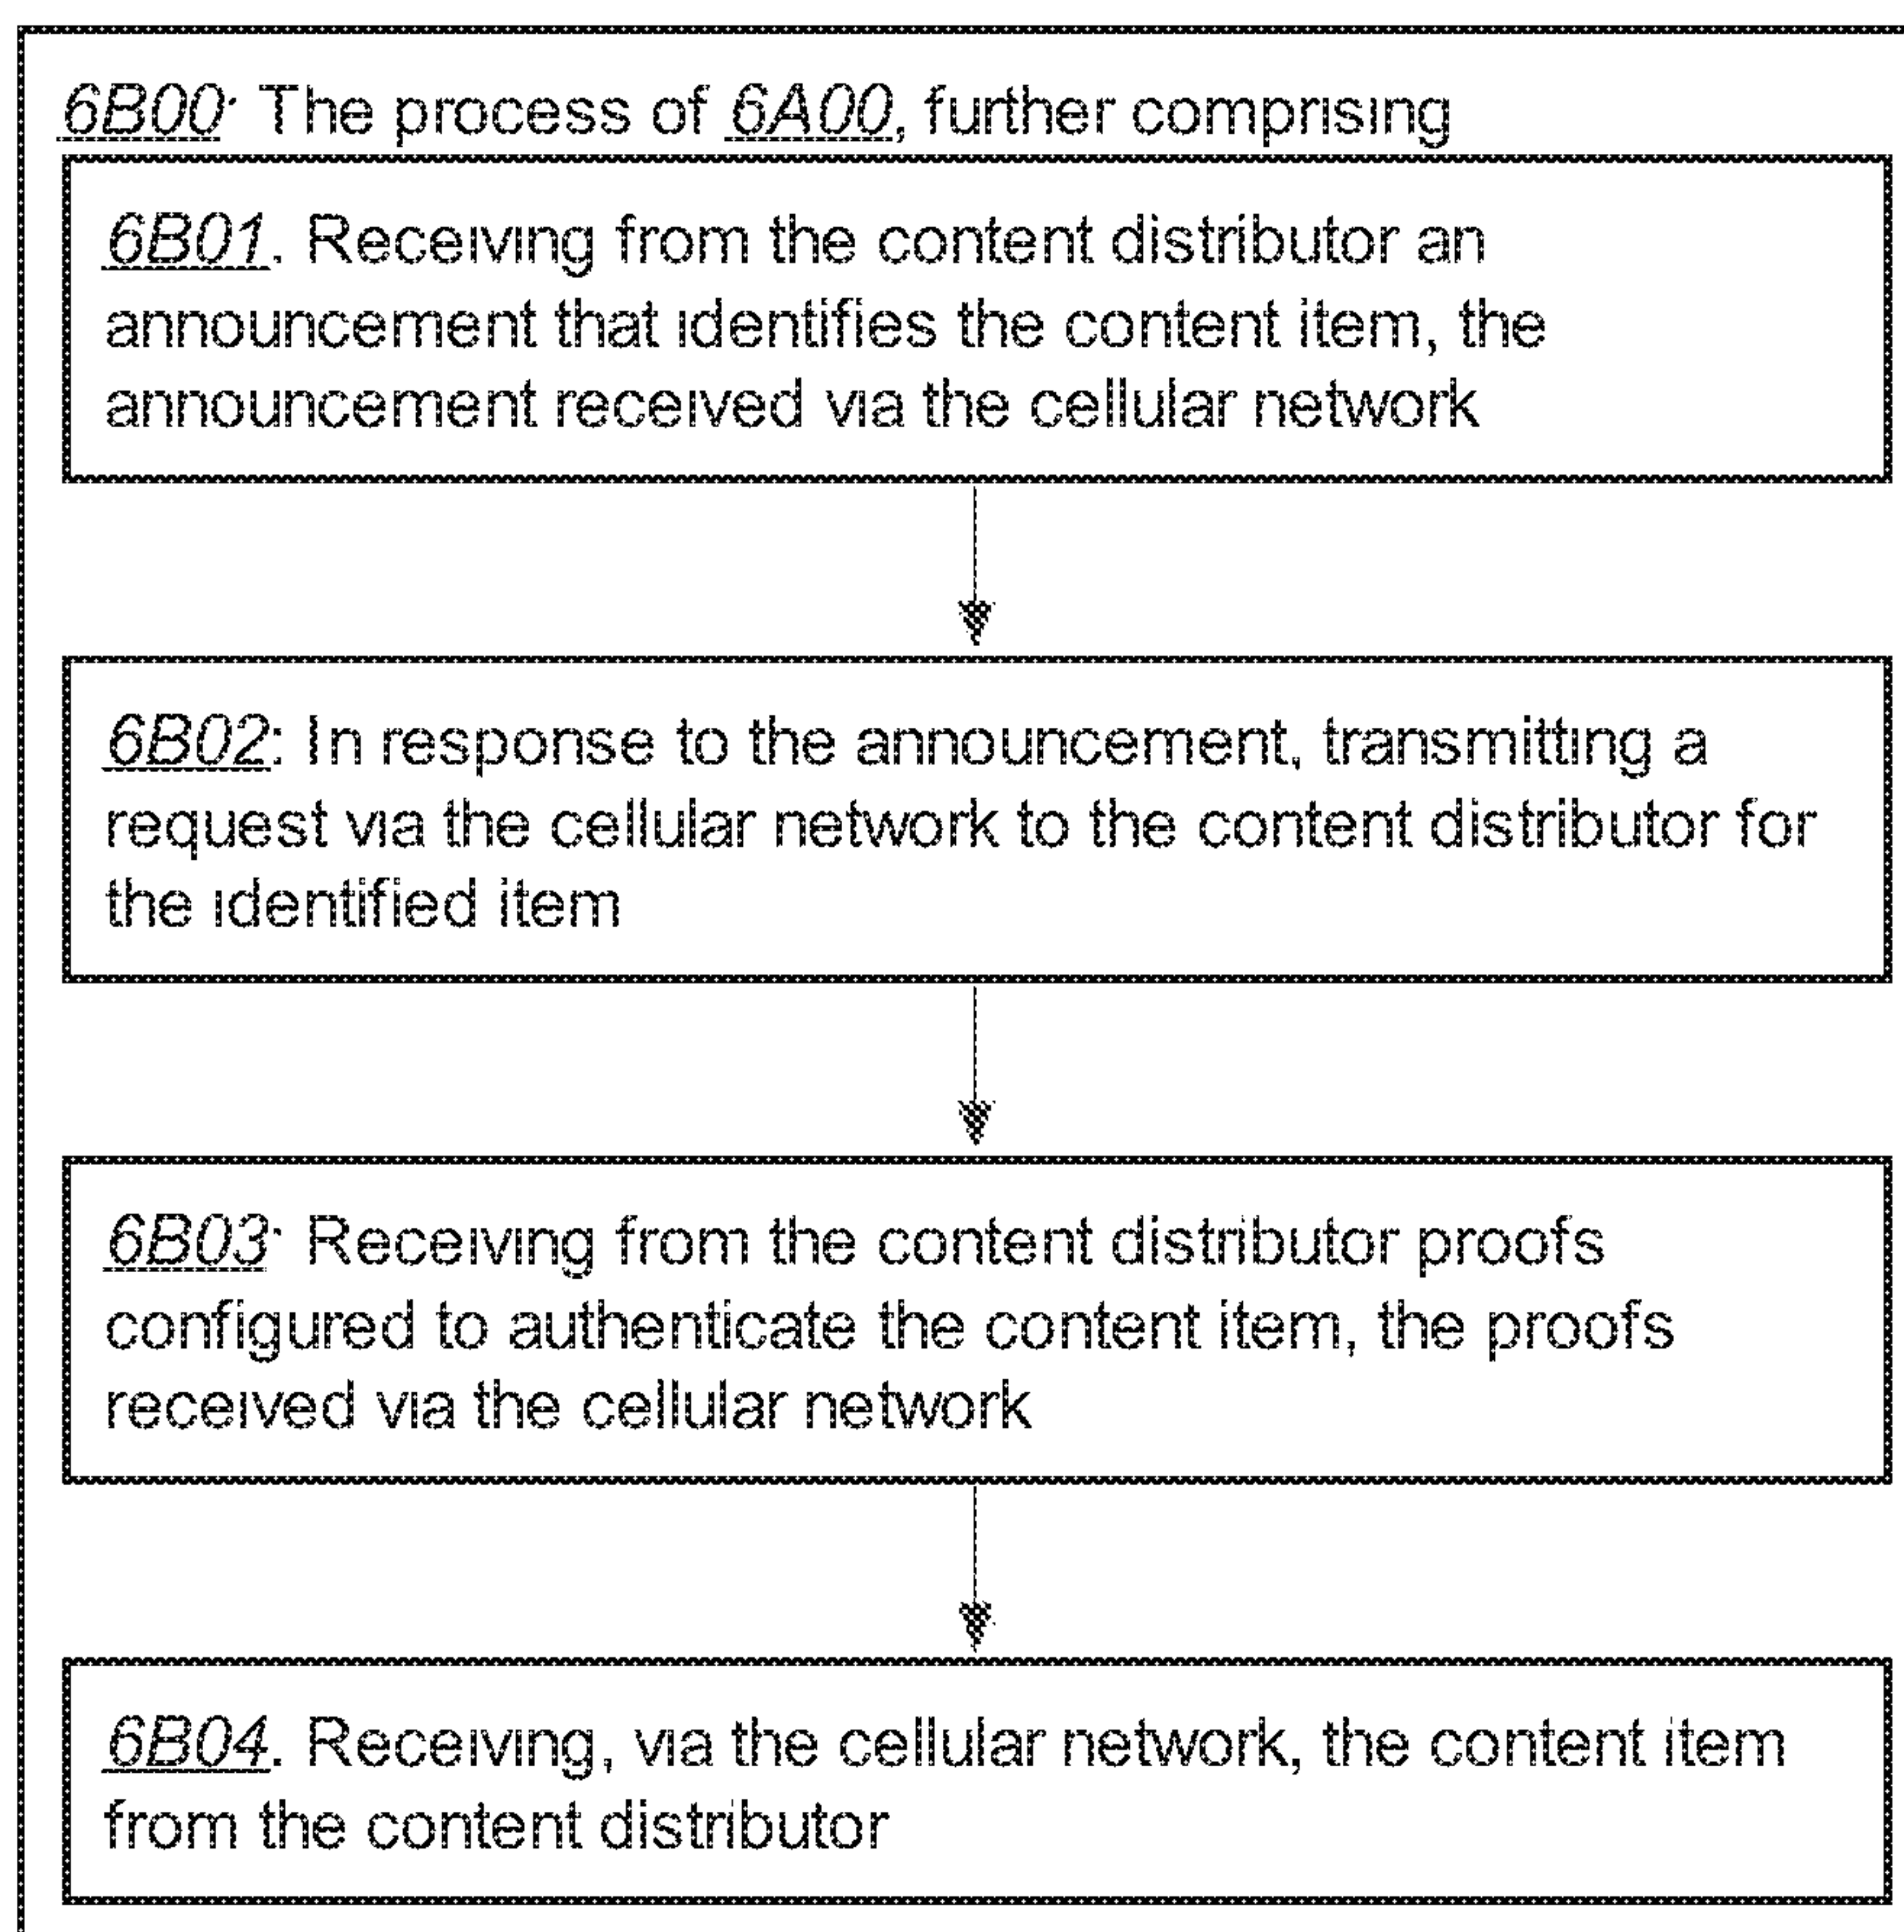 6B00: The process of 6A00, further comprising
6B01. Receiving from the content distributor an
announcement that identifies the content item, the
announcement received via the cellular network
6B02: In response to the announcement, transmitting a
request via the cellular network to the content distributor for
the identified item
6B03: Receiving from the content distributor proofs
configured to authenticate the content item, the proofs
received via the cellular network
6B04. Receiving, via the cellular network, the content item
from the content distributor